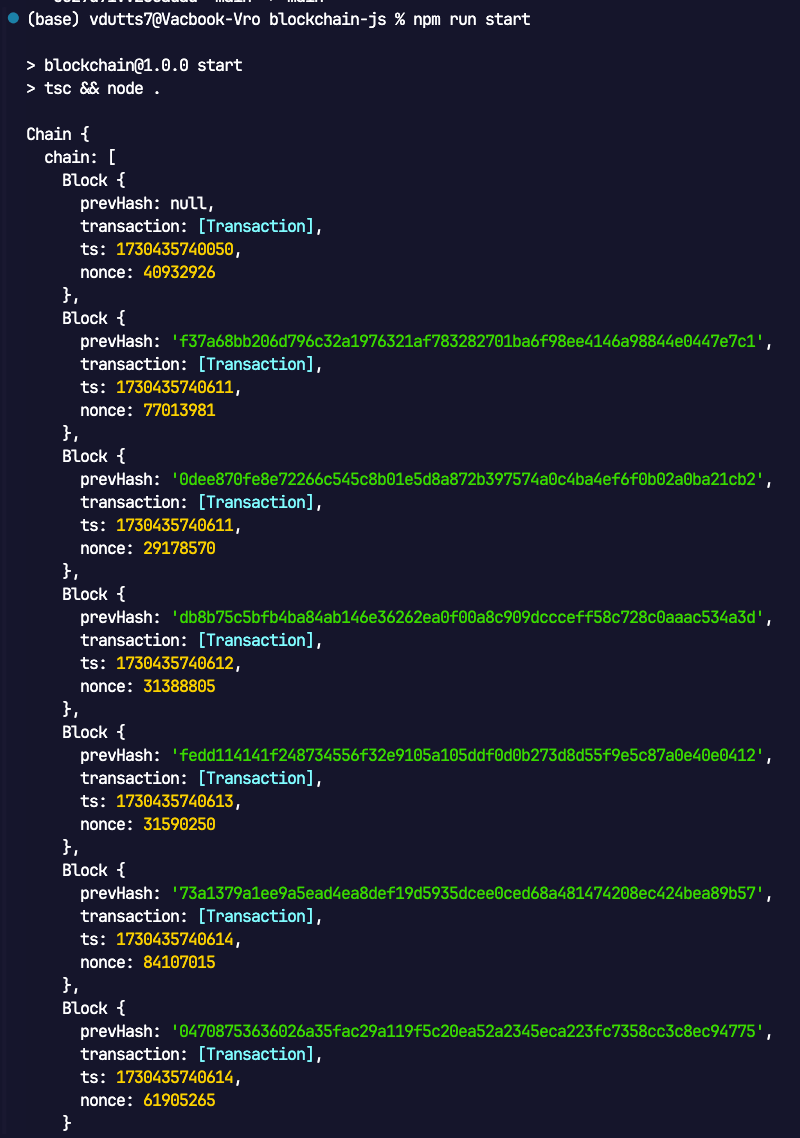 (base) vdutts7@Vacbook-Vro blockchain-js % npm run start
> blockchain@1.0.0 start
> tsc && node .
Chain {
  chain: [
    Block {
      prevHash: null,
      transaction: [Transaction],
      ts: 1730435740050,
      nonce: 40932926
    },
    Block {
      prevHash: 'f37a68bb206d796c32a1976321af783282701ba6f98ee4146a98844e0447e7c1',
      transaction: [Transaction],
      ts: 1730435740611,
      nonce: 77013981
    },
    Block {
      prevHash: '0dee870fe8e72266c545c8b01e5d8a872b397574a0c4ba4ef6f0b02a0ba21cb2',
      transaction: [Transaction],
      ts: 1730435740611,
      nonce: 29178570
    },
    Block {
      prevHash: 'db8b75c5bfb4ba84ab146e36262ea0f00a8c909dccceff58c728c0aaac534a3d',
      transaction: [Transaction],
      ts: 1730435740612,
      nonce: 31388805
    },
    Block {
      prevHash: 'fedd114141f248734556f32e9105a105ddf0d0b273d8d55f9e5c87a0e40e0412',
      transaction: [Transaction],
      ts: 1730435740613,
      nonce: 31590250
    },
    Block {
      prevHash: '73a1379a1ee9a5ead4ea8def19d5935dcee0ced68a481474208ec424bea89b57',
      transaction: [Transaction],
      ts: 1730435740614,
      nonce: 84107015
    },
    Block {
      prevHash: '04708753636026a35fac29a119f5c20ea52a2345eca223fc7358cc3c8ec94775',
      transaction: [Transaction],
      ts: 1730435740614,
      nonce: 61905265
    }